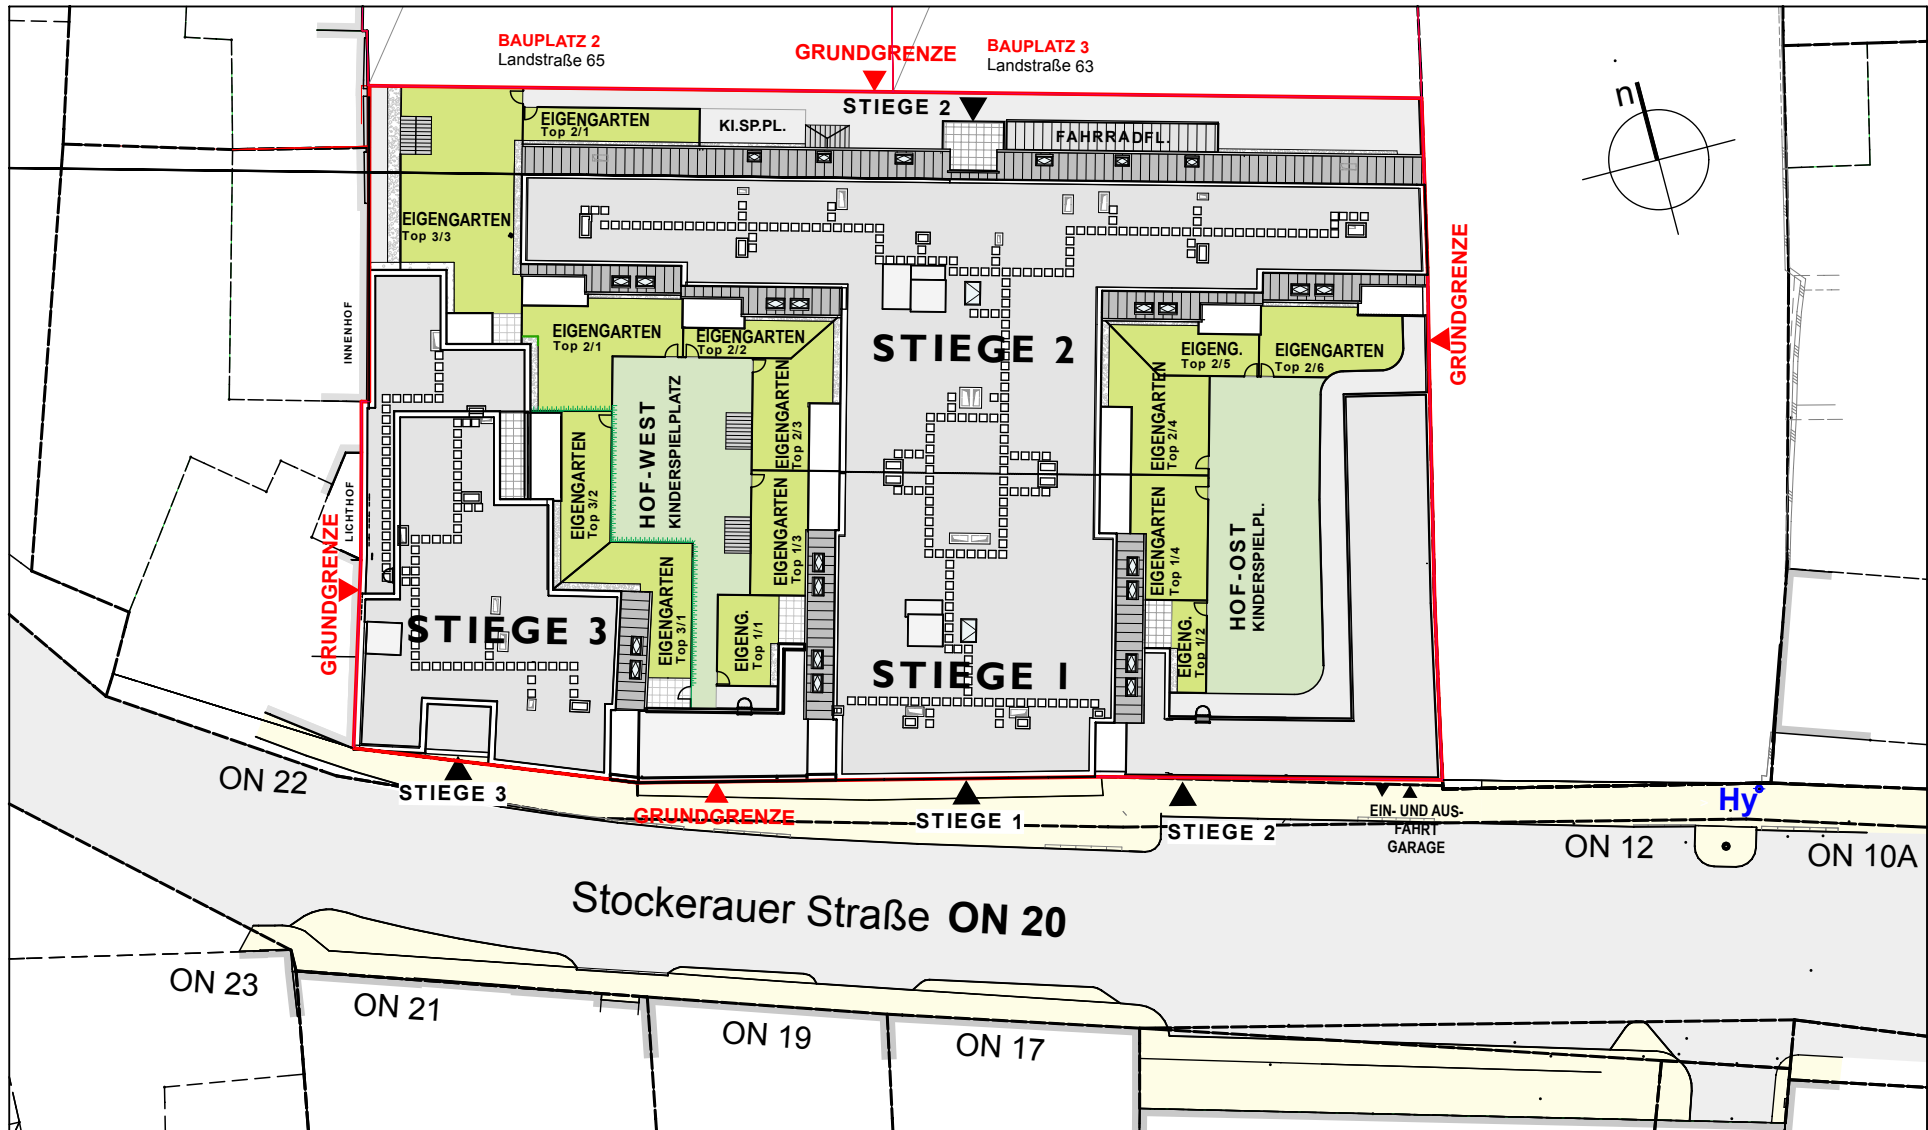 BAUPLATZ 2
Landstraße 65
GRUNDGRENZE
BAUPLATZ 3
Landstraße 63
n
STIEGE 2
EIGENGARTEN
Top 2/1
KI.SP.PL.
FAHRRADFL.
EIGENGARTEN
Top 3/3
GRUNDGRENZE
INNENHOF
EIGENGARTEN
Top 2/1
EIGENGARTEN
Top 2/2
STIEGE 2
EIGENG.
Top 2/5
EIGENGARTEN
Top 2/6
HOF-WEST
KINDERSPIELPLATZ
EIGENGARTEN
Top 2/3
EIGENGARTEN
Top 2/4
EIGENGARTEN
Top 3/2
LICHTHOF
EIGENGARTEN
Top 1/3
EIGENGARTEN
Top 1/4
HOF-OST
KINDERSPIELPL.
GRUNDGRENZE
STIEGE 3
EIGENGARTEN
Top 3/1
EIGENG.
Top 1/1
STIEGE 1
EIGENG.
Top 1/2
ON 22
STIEGE 3
GRUNDGRENZE
STIEGE 1
STIEGE 2
EIN- UND AUS-
FAHRT
GARAGE
Hy
ON 12
ON 10A
Stockerauer Straße ON 20
ON 23
ON 21
ON 19
ON 17